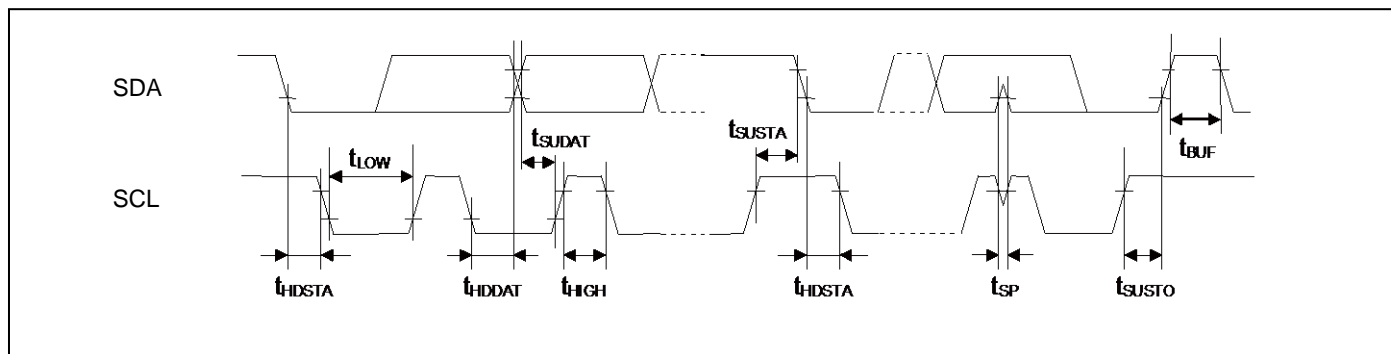 SDA
tSUDAT
tSUSTA
tBUF
tLOW
SCL
tHDSTA
tHDDAT
tHIGH
tHDSTA
tSP
tSUSTO